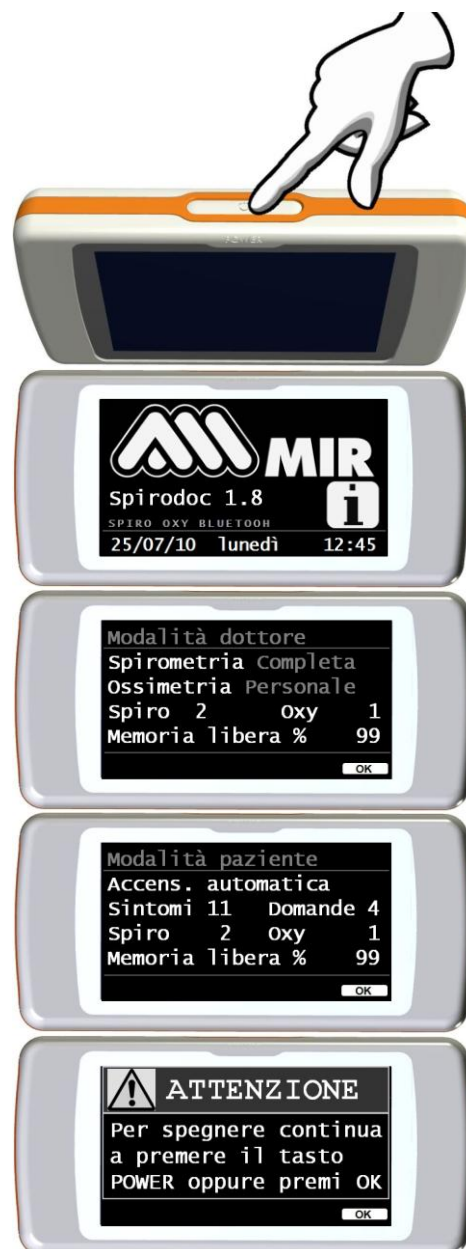 POWER
MIR
i
Spirodoc 1.8
SPIRO OXY BLUETOOH
25/07/10 lunedì 12:45
Modalità dottore
Spirometria Completa
Ossimetria Personale
Spiro 2 Oxy 1
Memoria libera % 99
OK
Modalità paziente
Accens. automatica
Sintomi 11 Domande 4
Spiro 2 Oxy 1
Memoria libera % 99
OK
ATTENZIONE
Per spegnere continua
a premere il tasto
POWER oppure premi OK
OK